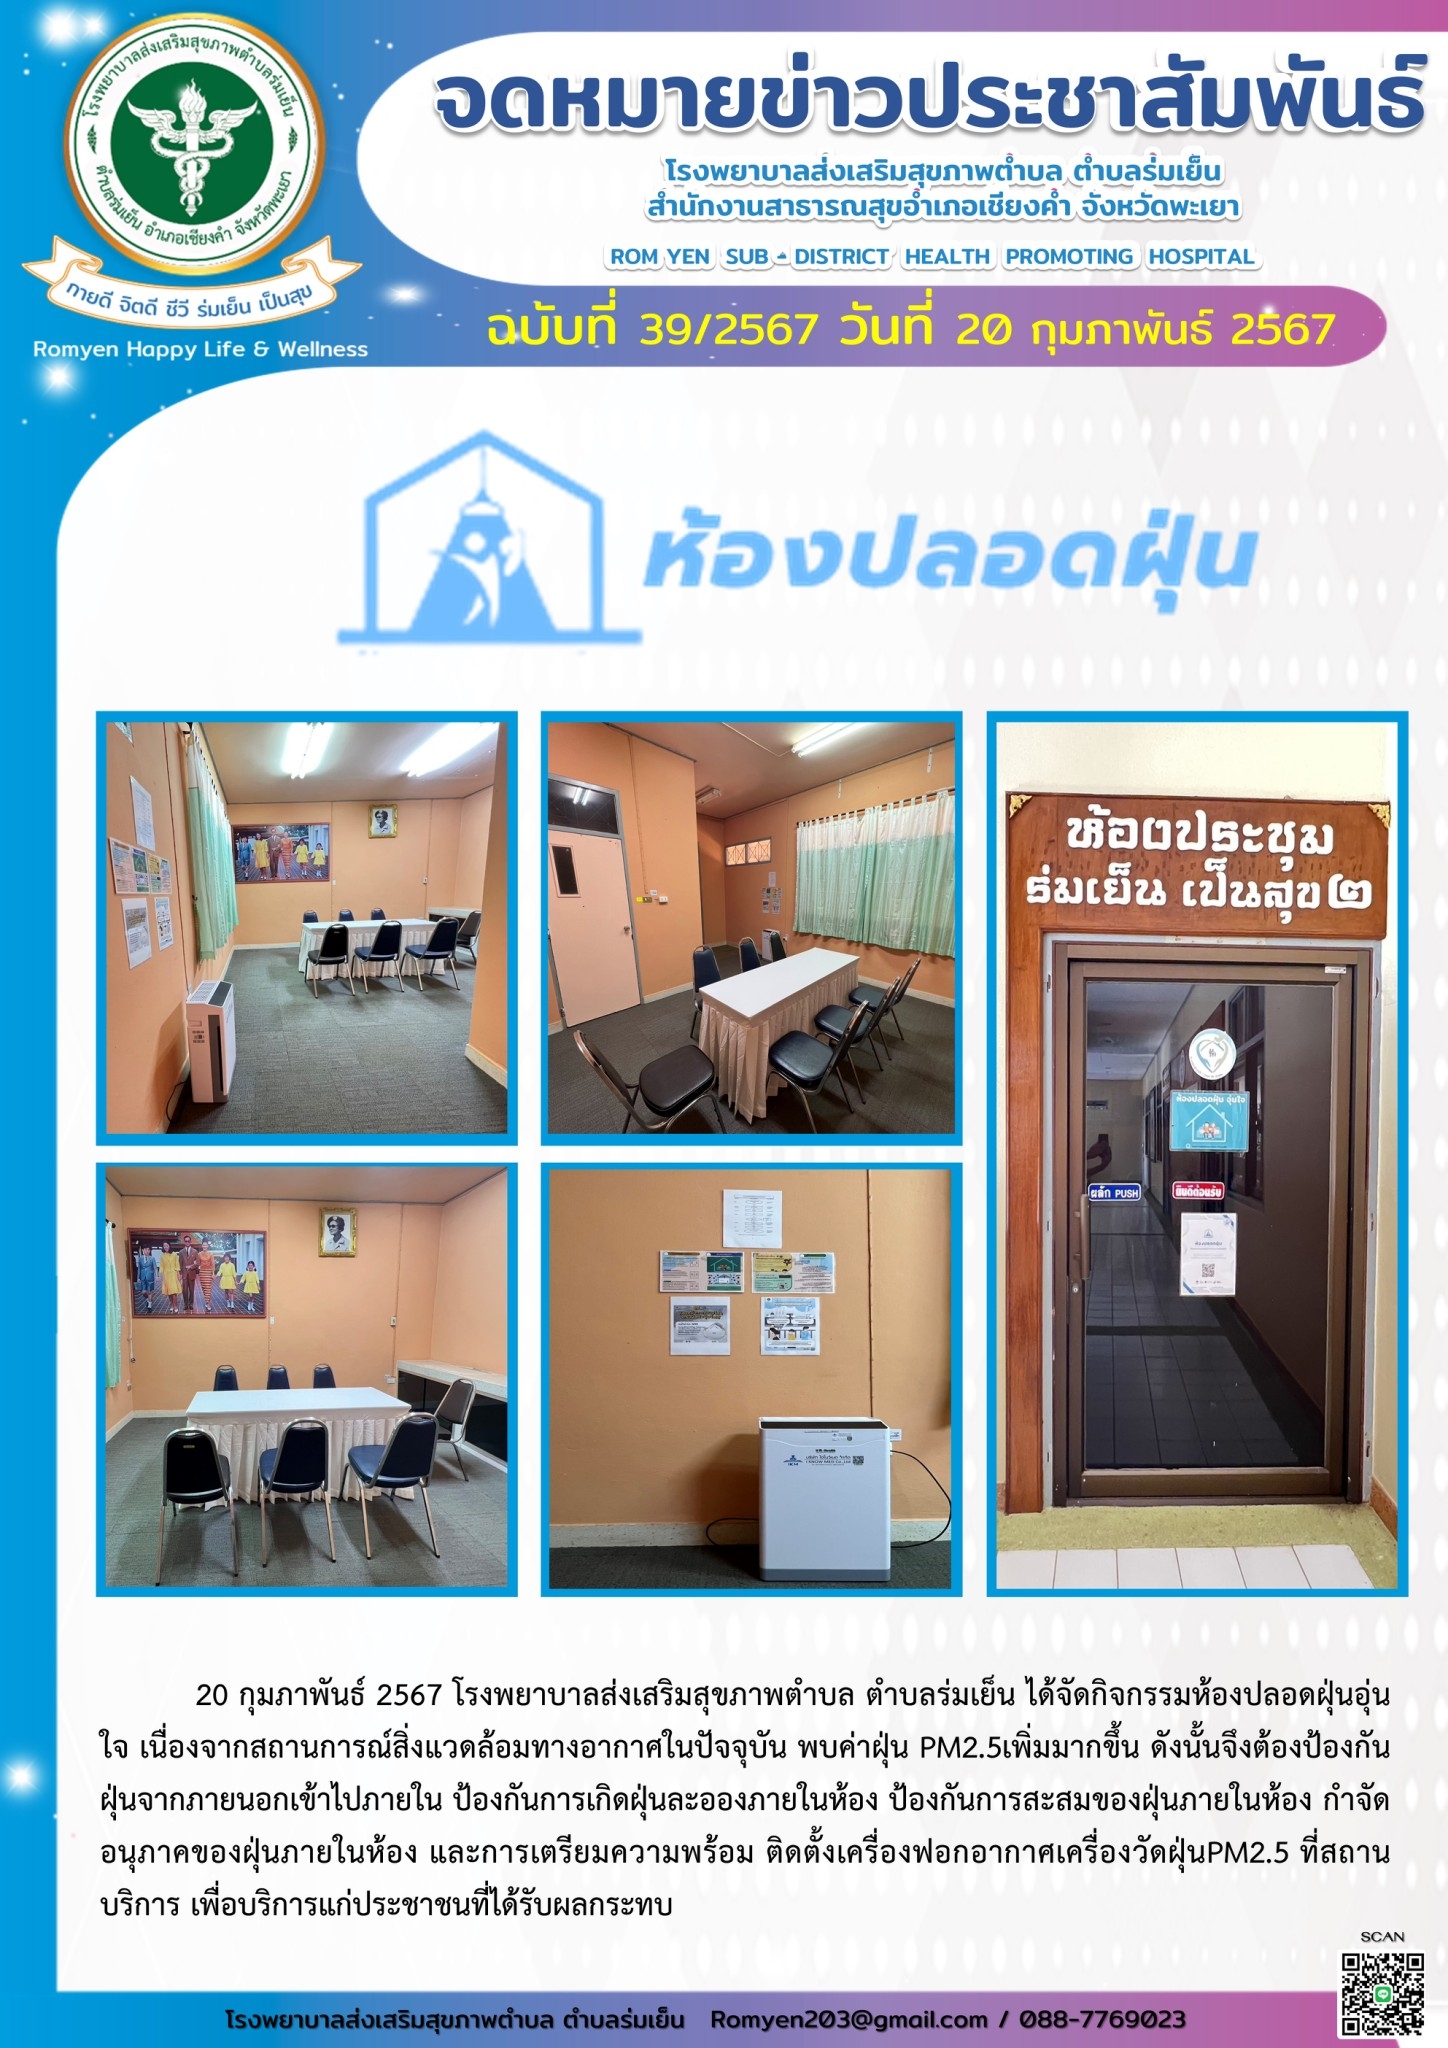 โรงพยาบาลส่งเสริมสุขภาพตำบลร่มเย็น
ตำบลร่มเย็น อำเภอเชียงคำ จังหวัดพะเยา
กายดี จิตดี ชีวี ร่มเย็น เป็นสุข
Romyen Happy Life & Wellness
จดหมายข่าวประชาสัมพันธ์
โรงพยาบาลส่งเสริมสุขภาพตำบล ตำบลร่มเย็น
สำนักงานสาธารณสุขอำเภอเชียงคำ จังหวัดพะเยา
ROM YEN SUB - DISTRICT HEALTH PROMOTING HOSPITAL
ฉบับที่ 39/2567 วันที่ 20 กุมภาพันธ์ 2567
ห้องปลอดฝุ่น
ห้องประชุม
ร่มเย็น เป็นสุข ๒
ห้องปลอดฝุ่น อุ่นใจ
ผลัก PUSH
ยินดีต้อนรับ
ห้องปลอดฝุ่น
20 กุมภาพันธ์ 2567 โรงพยาบาลส่งเสริมสุขภาพตำบล ตำบลร่มเย็น ได้จัดกิจกรรมห้องปลอดฝุ่นอุ่น
ใจ เนื่องจากสถานการณ์สิ่งแวดล้อมทางอากาศในปัจจุบัน พบค่าฝุ่น PM2.5เพิ่มมากขึ้น ดังนั้นจึงต้องป้องกัน
ฝุ่นจากภายนอกเข้าไปภายใน ป้องกันการเกิดฝุ่นละอองภายในห้อง ป้องกันการสะสมของฝุ่นภายในห้อง กำจัด
อนุภาคของฝุ่นภายในห้อง และการเตรียมความพร้อม ติดตั้งเครื่องฟอกอากาศเครื่องวัดฝุ่นPM2.5 ที่สถาน
บริการ เพื่อบริการแก่ประชาชนที่ได้รับผลกระทบ
SCAN
โรงพยาบาลส่งเสริมสุขภาพตำบล ตำบลร่มเย็น Romyen203@gmail.com / 088-7769023